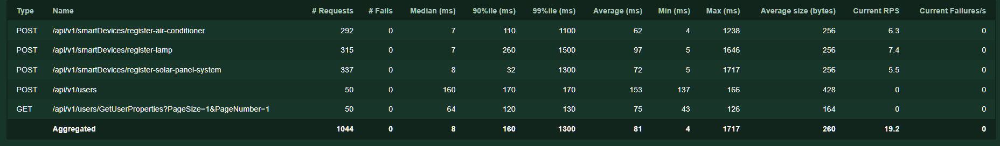 Type Name # Requests # Fails Median (ms) 90%ile (ms) 99%ile (ms) Average (ms) Min (ms) Max (ms) Average size (bytes) Current RPS Current Failures/s
POST /api/v1/smartDevices/register-air-conditioner 292 0 7 110 1100 62 4 1238 256 6.3 0
POST /api/v1/smartDevices/register-lamp 315 0 7 260 1500 97 5 1646 256 7.4 0
POST /api/v1/smartDevices/register-solar-panel-system 337 0 8 32 1300 72 5 1717 256 5.5 0
POST /api/v1/users 50 0 160 170 170 153 137 166 428 0 0
GET /api/v1/users/GetUserProperties?PageSize=1&PageNumber=1 50 0 64 120 130 75 43 126 164 0 0
Aggregated 1044 0 8 160 1300 81 4 1717 260 19.2 0